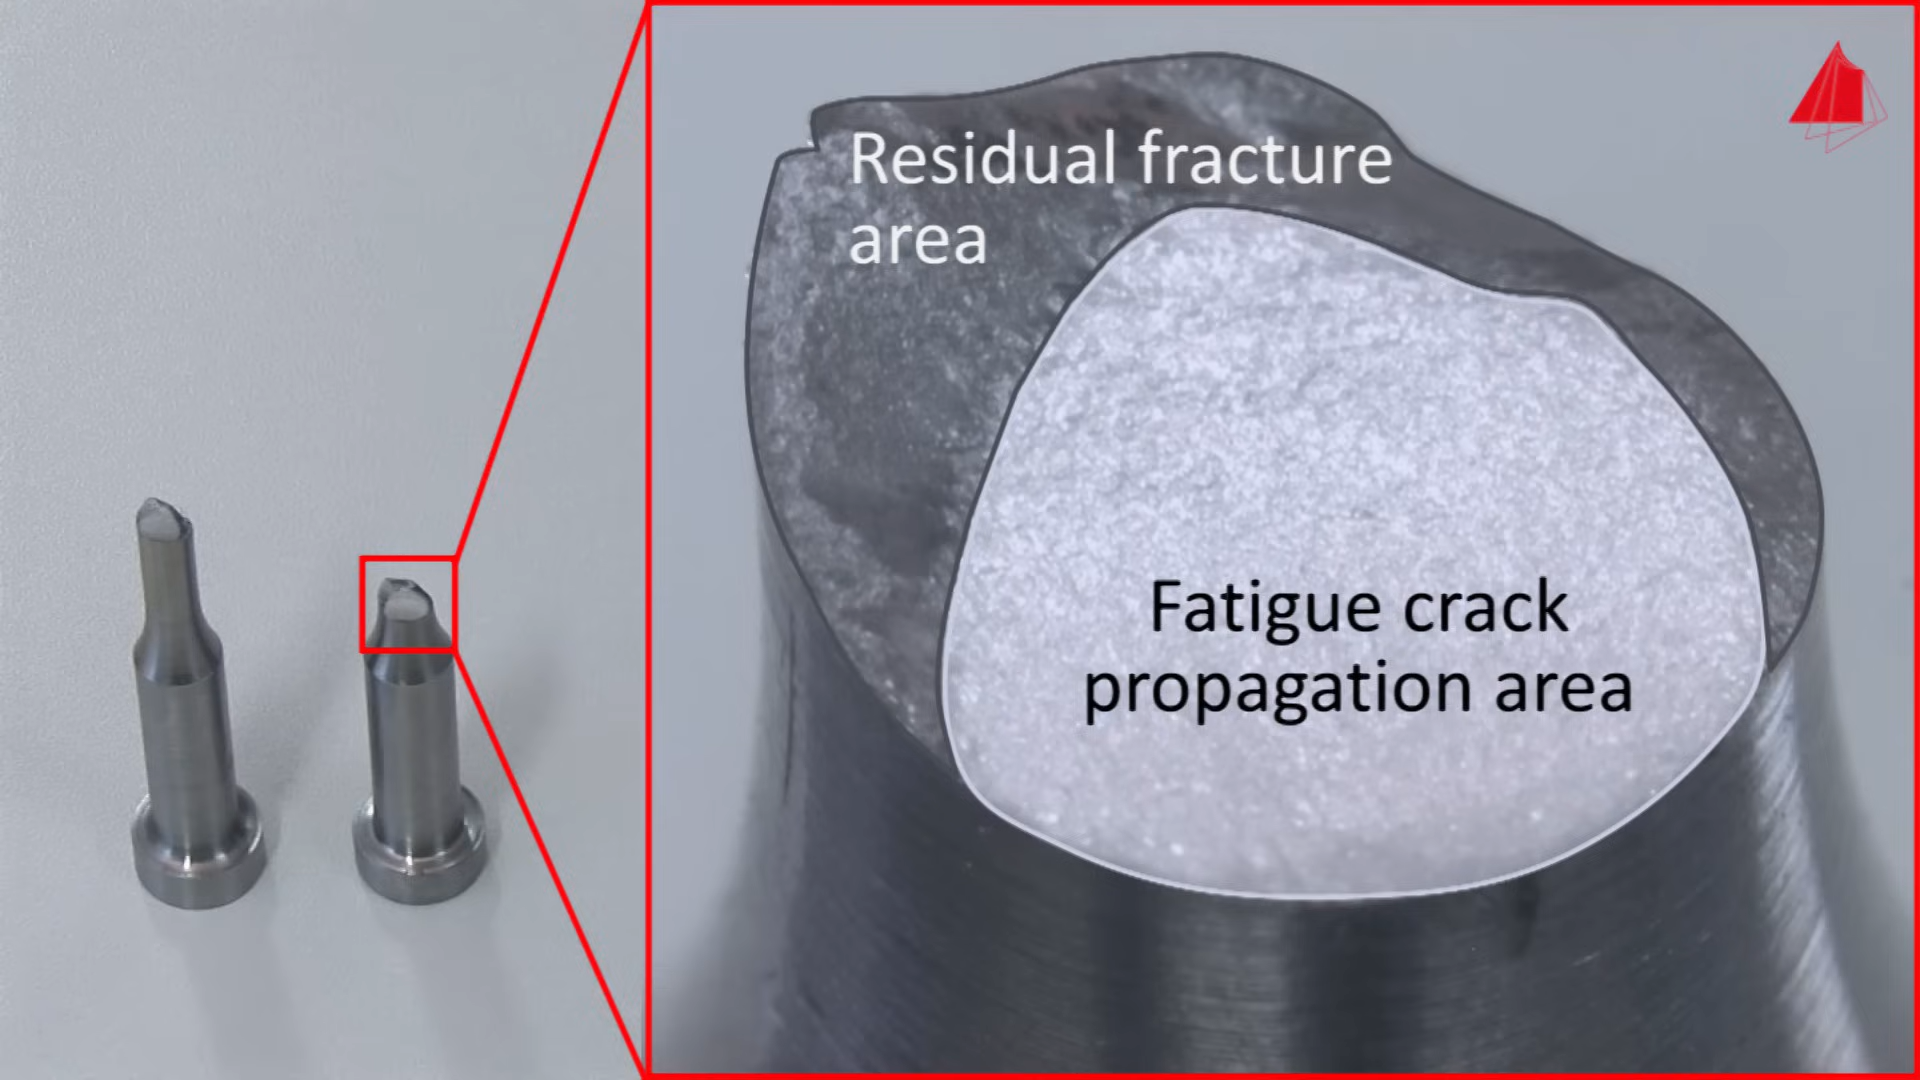 Residual fracture
area
Fatigue crack
propagation area